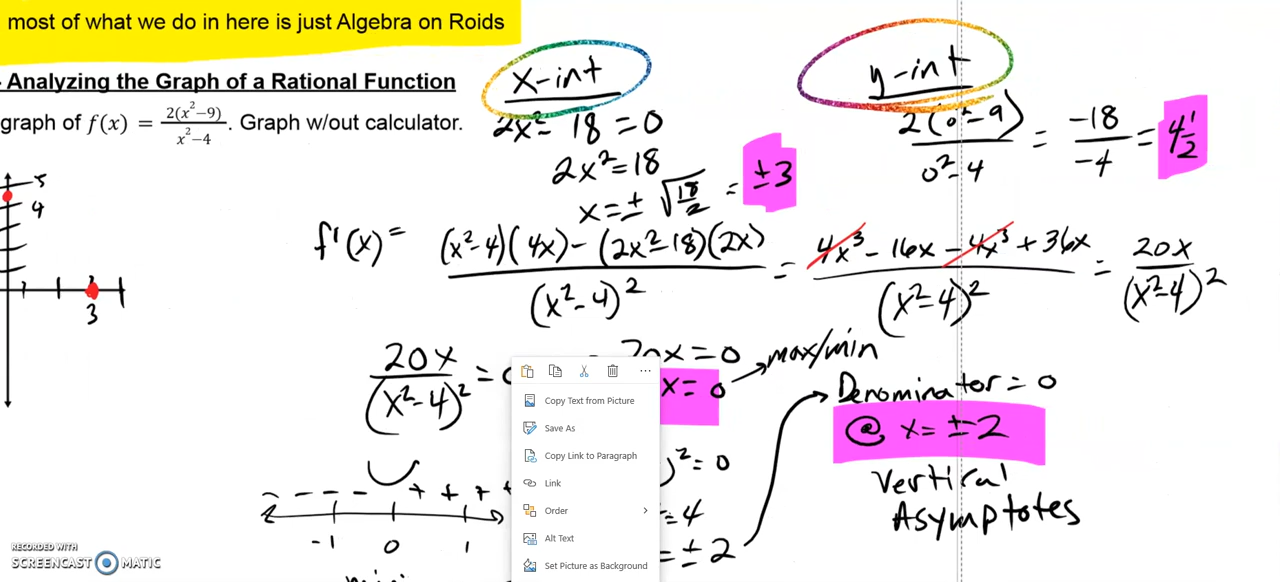 most of what we do in here is just Algebra on Roids
Analyzing the Graph of a Rational Function
graph of f(x) = 2(x²−9)/x²−4. Graph w/out calculator.
x-int
2x² − 18 = 0
2x² = 18
x = ± √18/2 = ±3
y-int
2(0²−9)/0²−4 = −18/−4 = 4 1/2
5
4
3
f'(x) = (x²−4)(4x) − (2x²−18)(2x)/(x²−4)² = 4x³ − 16x − 4x³ + 36x/(x²−4)² = 20x/(x²−4)²
20x/(x²−4)² =
20x = 0
x = 0
max/min
Denominator = 0
@ x = ±2
Vertical
Asymptotes
)² = 0
= 4
= ±2
− − − − + + + +
-1 0 1
Copy Text from Picture
Save As
Copy Link to Paragraph
Link
Order
Alt Text
Set Picture as Background
RECORDED WITH
SCREENCAST MATIC